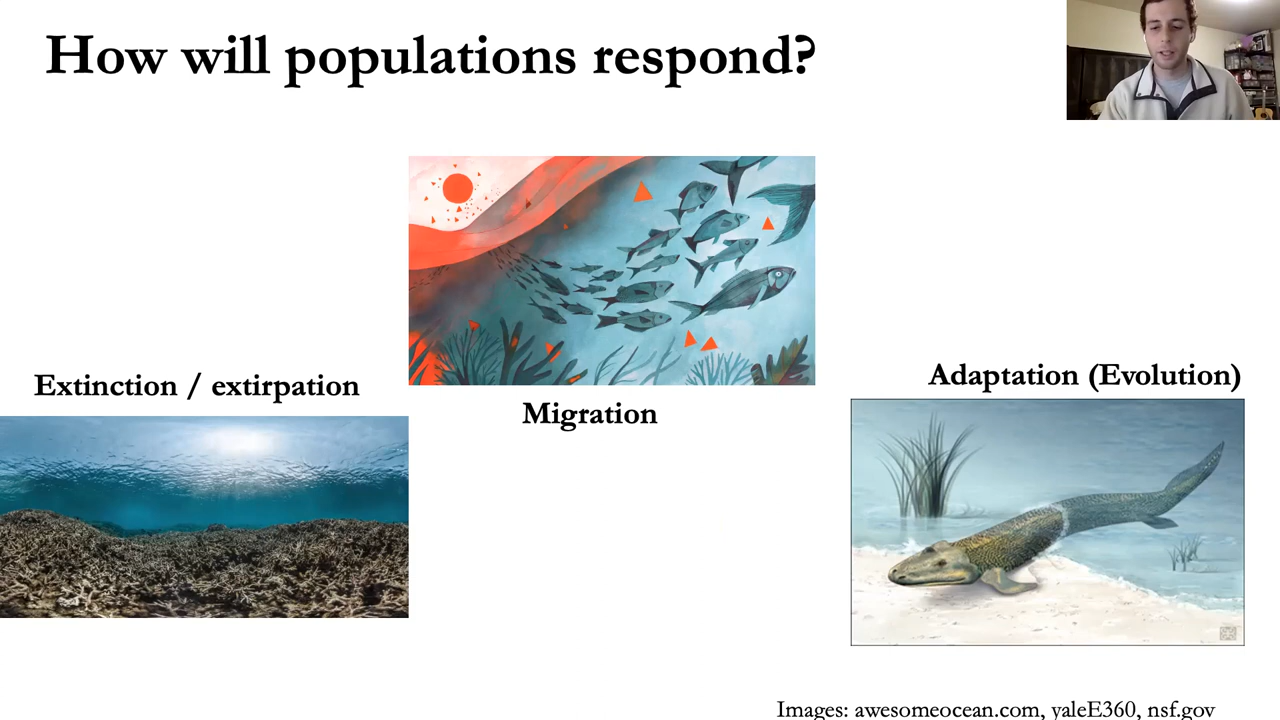 How will populations respond?
Extinction / extirpation
Migration
Adaptation (Evolution)
Images: awesomeocean.com, yaleE360, nsf.gov